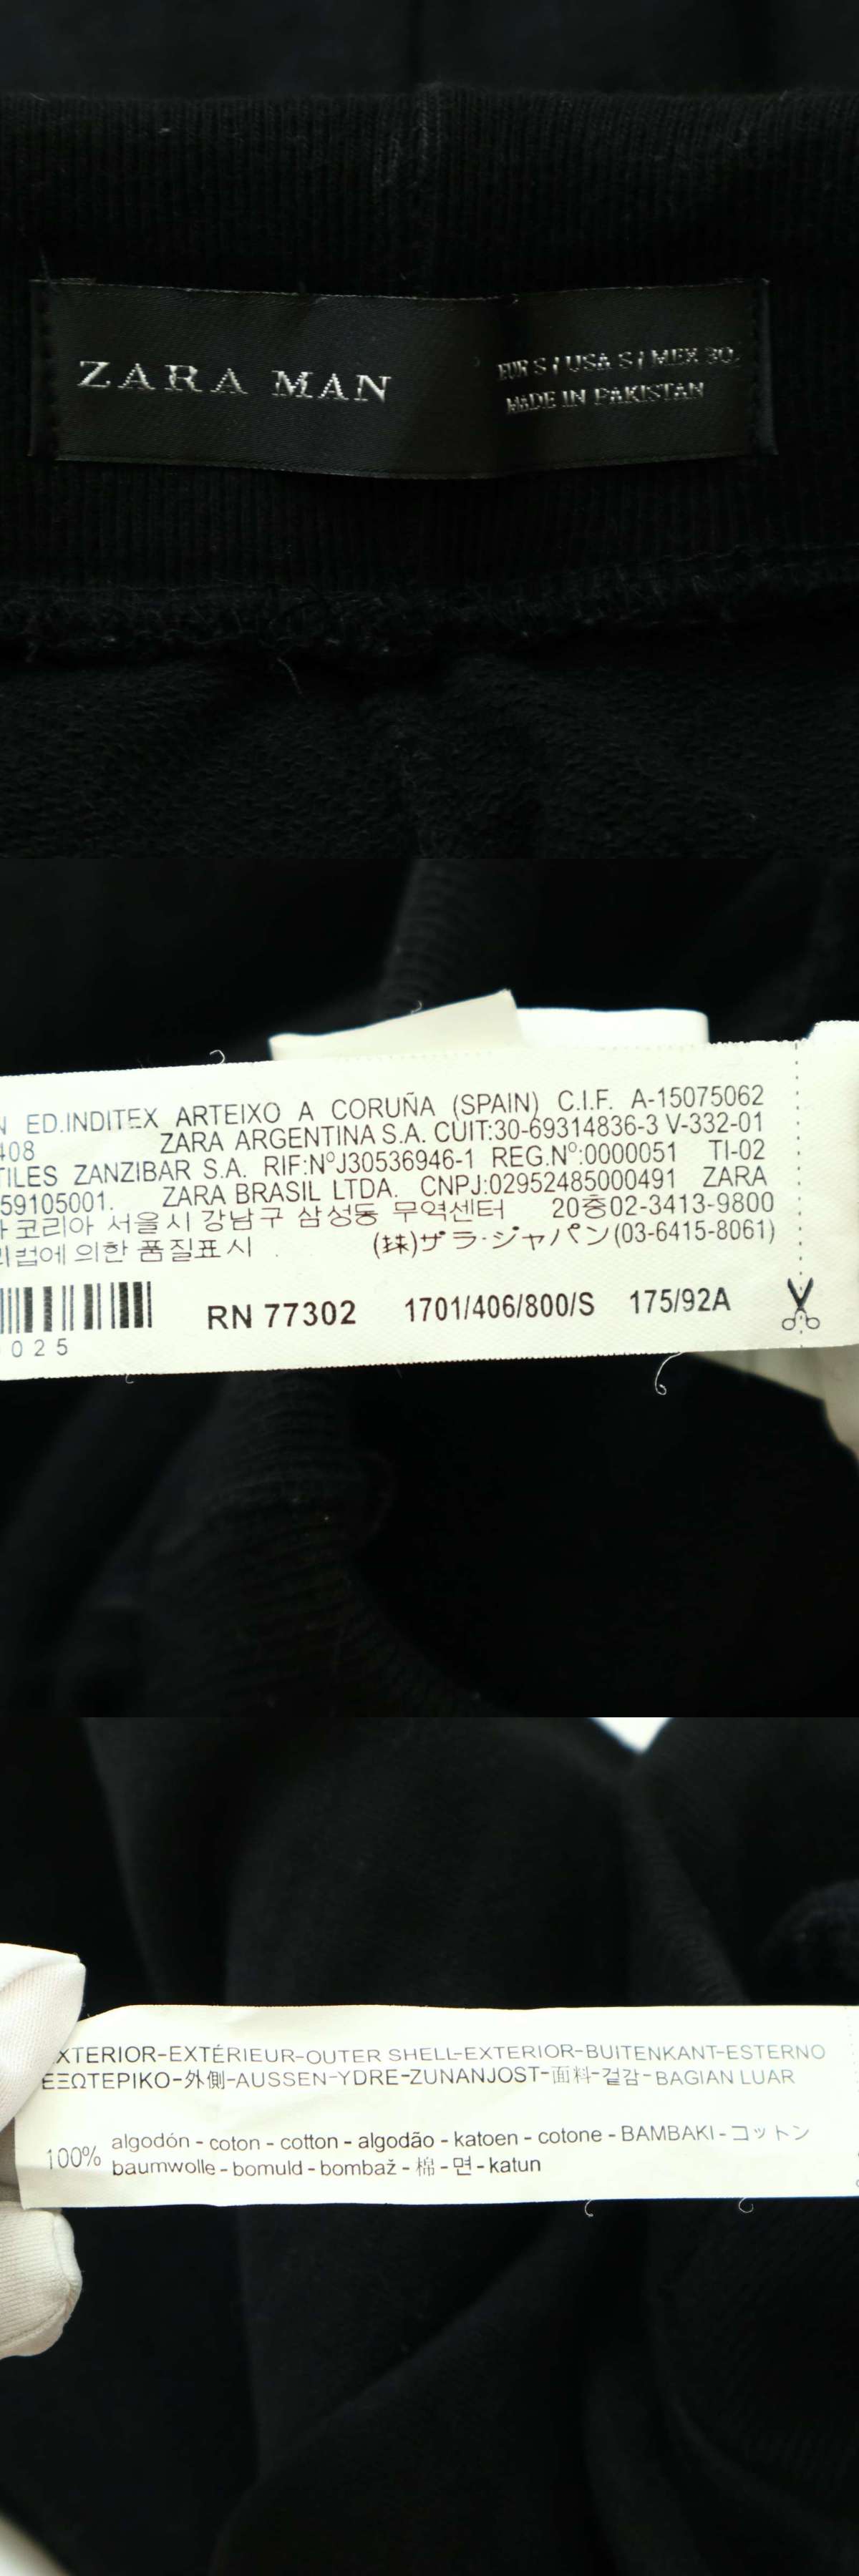 ZARA MAN
EUR S / USA S / MEX 30
MADE IN PAKISTAN
ED.INDITEX ARTEIXO A CORUÑA (SPAIN) C.I.F. A-15075062
408 ZARA ARGENTINA S.A. CUIT:30-69314836-3 V-332-01
TILES ZANZIBAR S.A. RIF:NºJ30536946-1 REG.Nº:0000051 TI-02
59105001. ZARA BRASIL LTDA. CNPJ:02952485000491 ZARA
코리아 서울시 강남구 삼성동 무역센터 20층02-3413-9800
법에 의한 품질표시 . (株)ザラ・ジャパン(03-6415-8061)
025 RN 77302 1701/406/800/S 175/92A
XTERIOR-EXTÉRIEUR-OUTER SHELL-EXTERIOR-BUITENKANT-ESTERNO
ΕΞΩΤΕΡΙΚΟ-外側-AUSSEN-YDRE-ZUNANJOST-面料-겉감-BAGIAN LUAR
100% algodón - coton - cotton - algodão - katoen - cotone - BAMBAKI - コットン
baumwolle - bomuld - bombaž - 棉 - 면 - katun